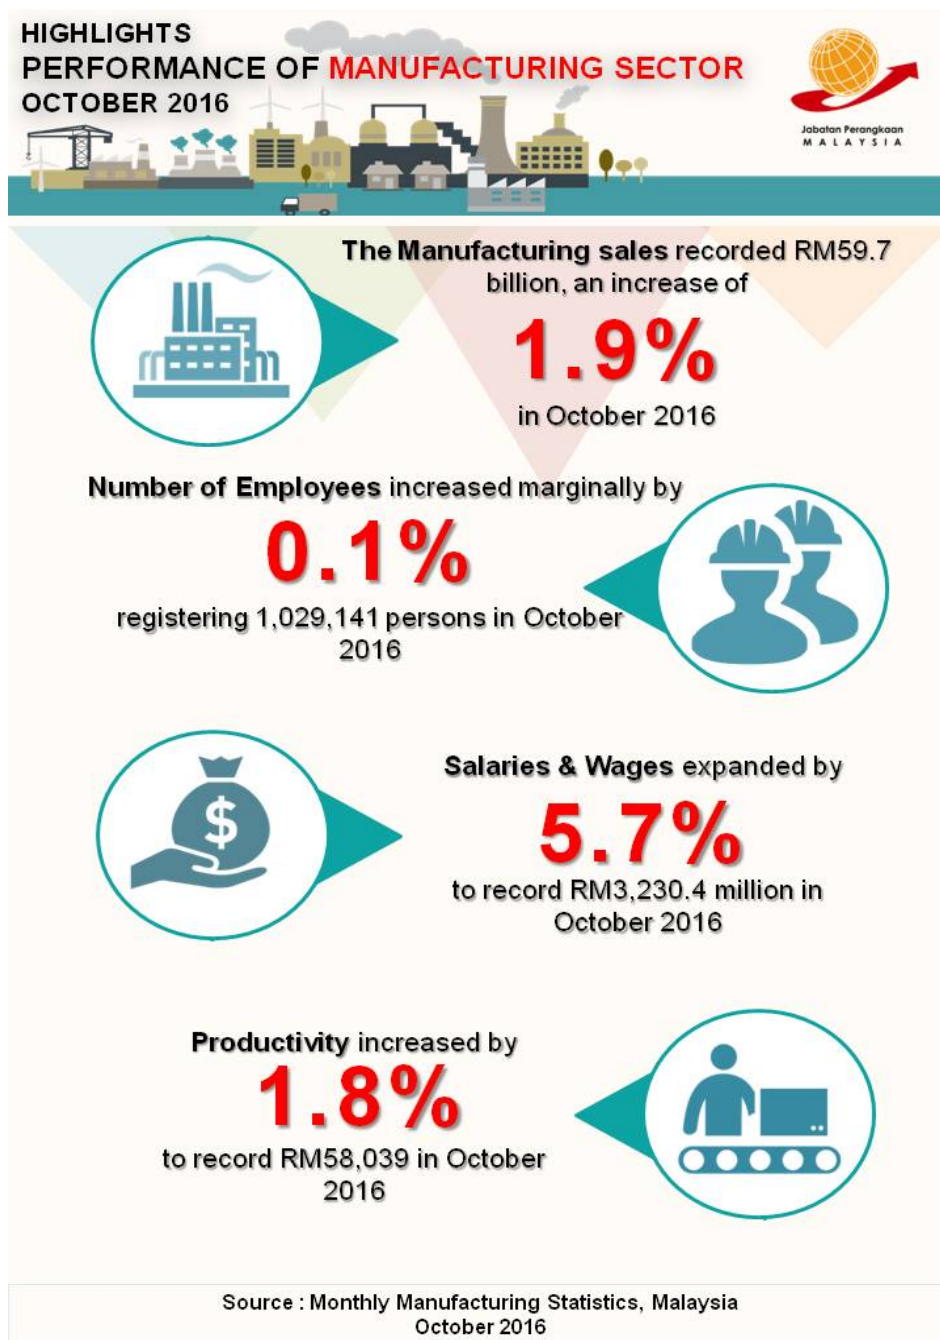 HIGHLIGHTS
PERFORMANCE OF MANUFACTURING SECTOR
OCTOBER 2016
Jabatan Perangkaan
MALAYSIA
The Manufacturing sales recorded RM59.7
billion, an increase of
1.9%
in October 2016
Number of Employees increased marginally by
0.1%
registering 1,029,141 persons in October
2016
$
Salaries & Wages expanded by
5.7%
to record RM3,230.4 million in
October 2016
Productivity increased by
1.8%
to record RM58,039 in October
2016
Source : Monthly Manufacturing Statistics, Malaysia
October 2016